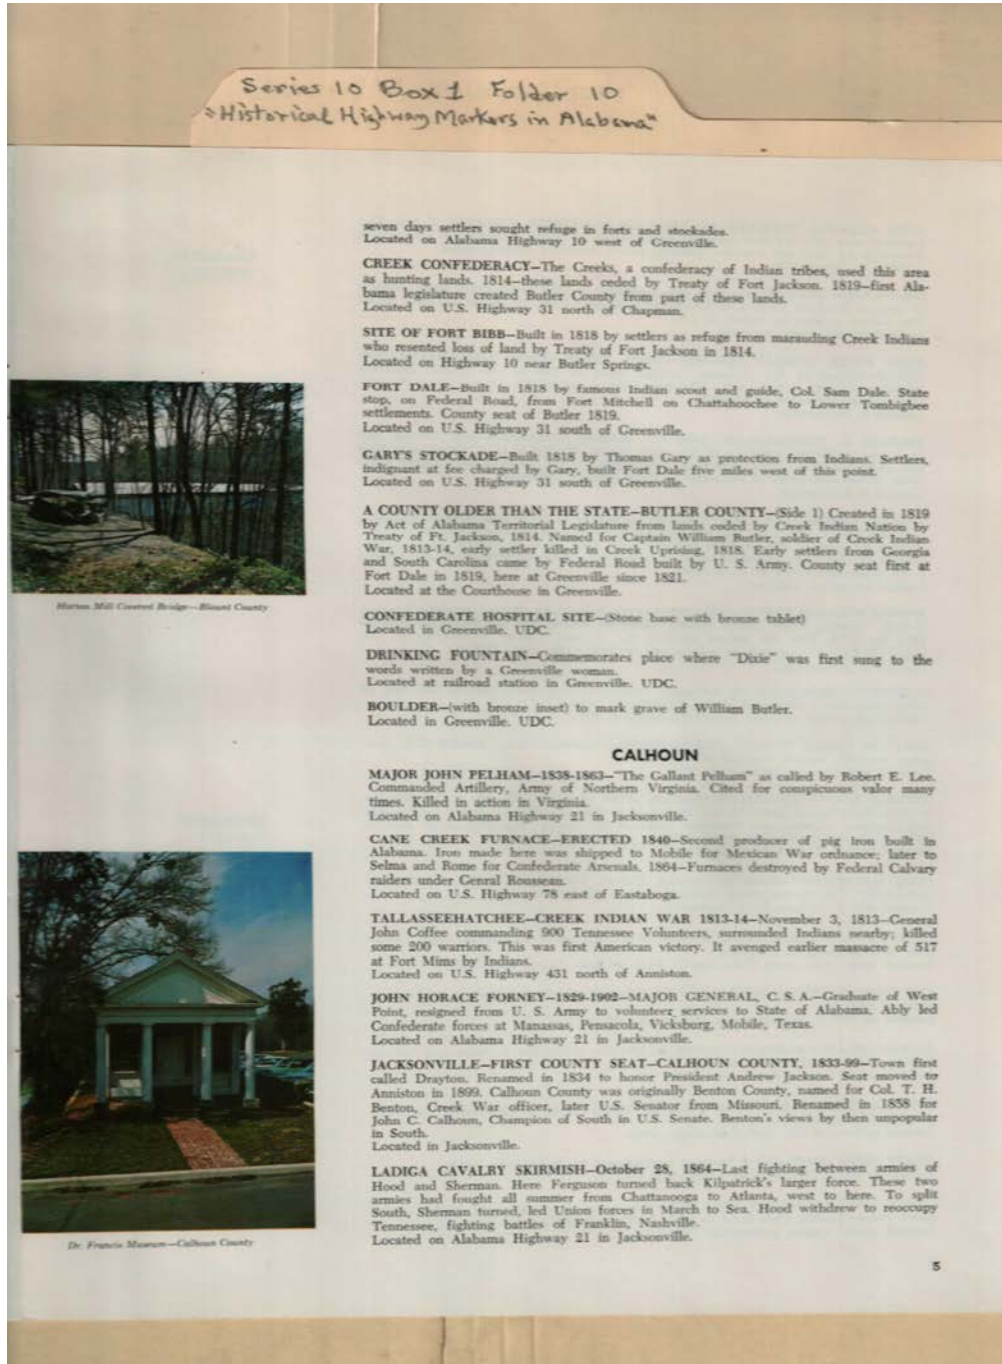 Series 10 Box 1 Folder 10
"Historical Highway Markers in Alabama"
seven days settlers sought refuge in forts and stockades.
Located on Alabama Highway 10 west of Greenville.
CREEK CONFEDERACY—The Creeks, a confederacy of Indian tribes, used this area
as hunting lands. 1814—these lands ceded by Treaty of Fort Jackson. 1819—first Ala-
bama legislature created Butler County from part of these lands.
Located on U.S. Highway 31 north of Chapman.
SITE OF FORT BIBB—Built in 1818 by settlers as refuge from marauding Creek Indians
who resented loss of land by Treaty of Fort Jackson in 1814.
Located on Highway 10 near Butler Springs.
FORT DALE—Built in 1818 by famous Indian scout and guide, Col. Sam Dale. State
stop, on Federal Road, from Fort Mitchell on Chattahoochee to Lower Tombigbee
settlements. County seat of Butler 1819.
Located on U.S. Highway 31 south of Greenville.
GARY'S STOCKADE—Built 1818 by Thomas Gary as protection from Indians. Settlers,
indignant at fee charged by Gary, built Fort Dale five miles west of this point.
Located on U.S. Highway 31 south of Greenville.
A COUNTY OLDER THAN THE STATE—BUTLER COUNTY—(Side 1) Created in 1819
by Act of Alabama Territorial Legislature from lands coded by Creek Indian Nation by
Treaty of Ft. Jackson, 1814. Named for Captain William Butler, soldier of Creek Indian
War, 1813-14, early settler killed in Creek Uprising, 1818. Early settlers from Georgia
and South Carolina came by Federal Road built by U. S. Army. County seat first at
Fort Dale in 1819, here at Greenville since 1821.
Located at the Courthouse in Greenville.
Horton Mill Covered Bridge—Blount County
CONFEDERATE HOSPITAL SITE—(Stone base with bronze tablet)
Located in Greenville. UDC.
DRINKING FOUNTAIN—Commemorates place where "Dixie" was first sung to the
words written by a Greenville woman.
Located at railroad station in Greenville. UDC.
BOULDER—(with bronze inset) to mark grave of William Butler.
Located in Greenville. UDC.
CALHOUN
MAJOR JOHN PELHAM—1838-1863—"The Gallant Pelham" as called by Robert E. Lee.
Commanded Artillery, Army of Northern Virginia. Cited for conspicuous valor many
times. Killed in action in Virginia.
Located on Alabama Highway 21 in Jacksonville.
CANE CREEK FURNACE—ERECTED 1840—Second producer of pig iron built in
Alabama. Iron made here was shipped to Mobile for Mexican War ordnance; later to
Selma and Rome for Confederate Arsenals. 1864—Furnaces destroyed by Federal Calvary
raiders under Genral Rousseau.
Located on U.S. Highway 78 east of Eastaboga.
TALLASSEEHATCHEE—CREEK INDIAN WAR 1813-14—November 3, 1813—General
John Coffee commanding 900 Tennessee Volunteers, surrounded Indians nearby; killed
some 200 warriors. This was first American victory. It avenged earlier massacre of 517
at Fort Mims by Indians.
Located on U.S. Highway 431 north of Anniston.
JOHN HORACE FORNEY—1829-1902—MAJOR GENERAL, C. S. A.—Graduate of West
Point, resigned from U. S. Army to volunteer services to State of Alabama. Ably led
Confederate forces at Manassas, Pensacola, Vicksburg, Mobile, Texas.
Located on Alabama Highway 21 in Jacksonville.
JACKSONVILLE—FIRST COUNTY SEAT—CALHOUN COUNTY, 1833-99—Town first
called Drayton. Renamed in 1834 to honor President Andrew Jackson. Seat moved to
Anniston in 1899. Calhoun County was originally Benton County, named for Col. T. H.
Benton, Creek War officer, later U.S. Senator from Missouri. Renamed in 1858 for
John C. Calhoun, Champion of South in U.S. Senate. Benton's views by then unpopular
in South.
Located in Jacksonville.
LADIGA CAVALRY SKIRMISH—October 28, 1864—Last fighting between armies of
Hood and Sherman. Here Ferguson turned back Kilpatrick's larger force. These two
armies had fought all summer from Chattanooga to Atlanta, west to here. To split
South, Sherman turned, led Union forces in March to Sea. Hood withdrew to reoccupy
Tennessee, fighting battles of Franklin, Nashville.
Located on Alabama Highway 21 in Jacksonville.
Dr. Francis Museum—Calhoun County
5